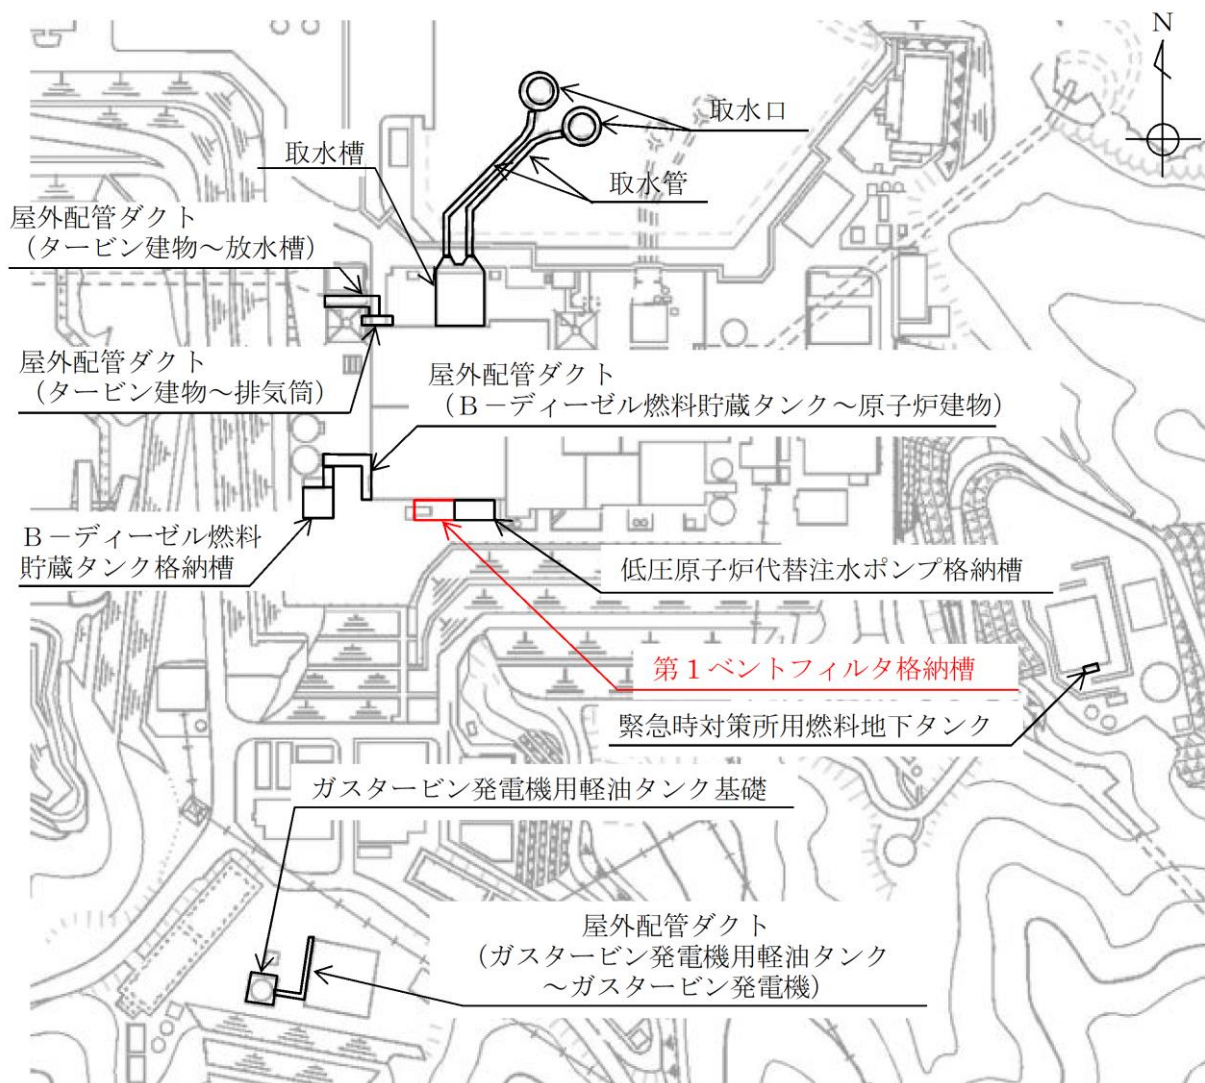 N
取水口
取水槽
取水管
屋外配管ダクト
（タービン建物～放水槽）
屋外配管ダクト
（タービン建物～排気筒）
屋外配管ダクト
（Ｂ－ディーゼル燃料貯蔵タンク～原子炉建物）
Ｂ－ディーゼル燃料
貯蔵タンク格納槽
低圧原子炉代替注水ポンプ格納槽
第１ベントフィルタ格納槽
緊急時対策所用燃料地下タンク
ガスタービン発電機用軽油タンク基礎
屋外配管ダクト
（ガスタービン発電機用軽油タンク
～ガスタービン発電機）